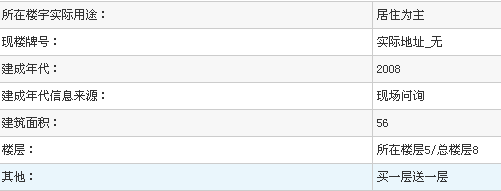 所在楼宇实际用途： 居住为主
现楼牌号： 实际地址_无
建成年代： 2008
建成年代信息来源： 现场问询
建筑面积： 56
楼层： 所在楼层5/总楼层8
其他： 买一层送一层